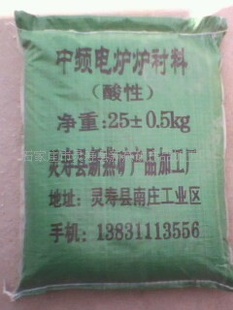 中频电炉炉衬料
(酸性)
净重:25±0.5kg
灵寿县新燕矿产品加工厂
地址:灵寿县南庄工业区
手机:13831113556